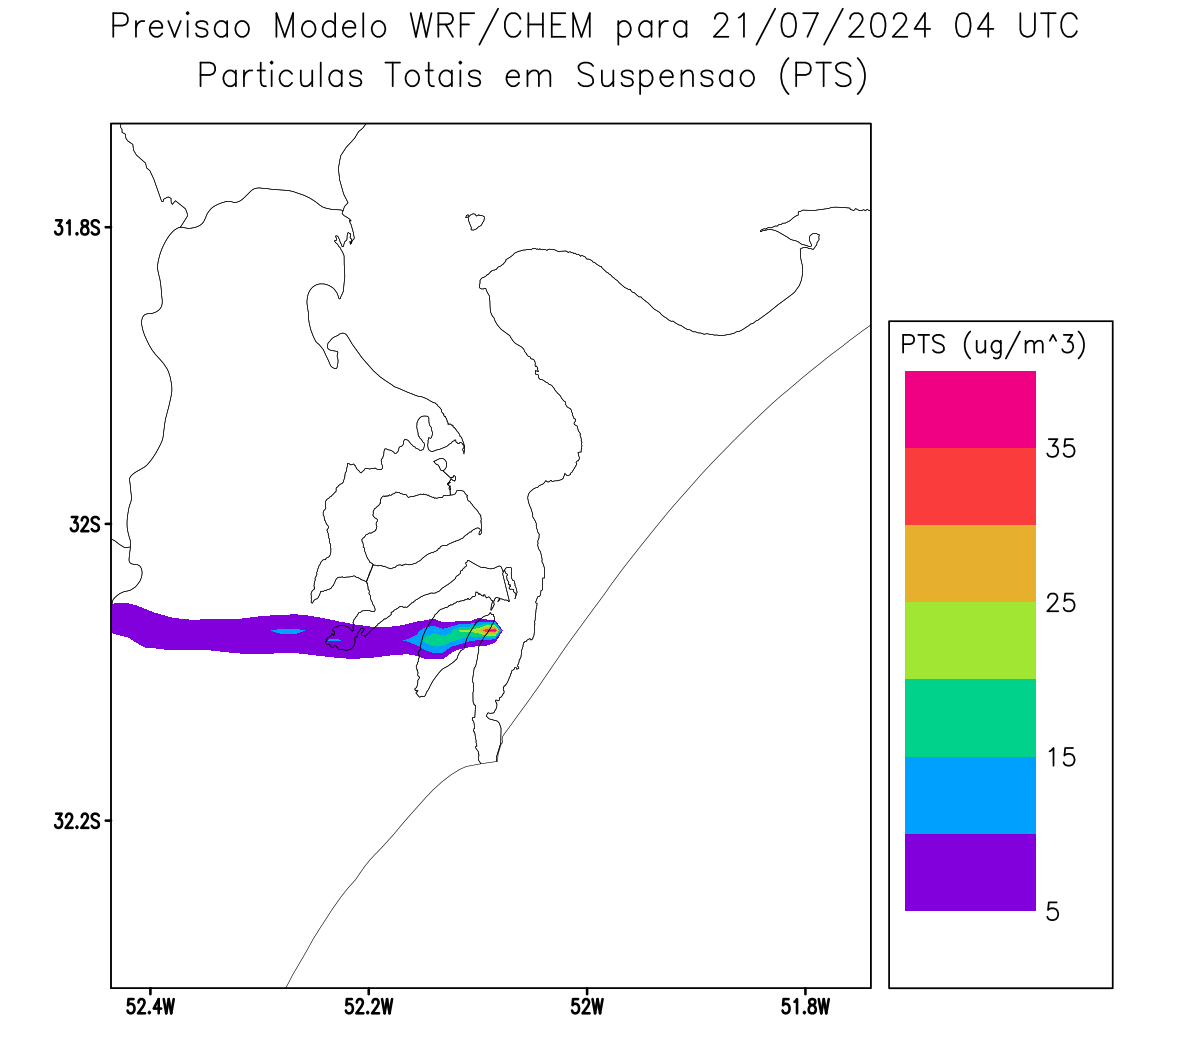 Previsao Modelo WRF/CHEM para 21/07/2024 04 UTC
Particulas Totais em Suspensao (PTS)
31.8S
32S
32.2S
52.4W
52.2W
52W
51.8W
PTS (ug/m^3)
35
25
15
5